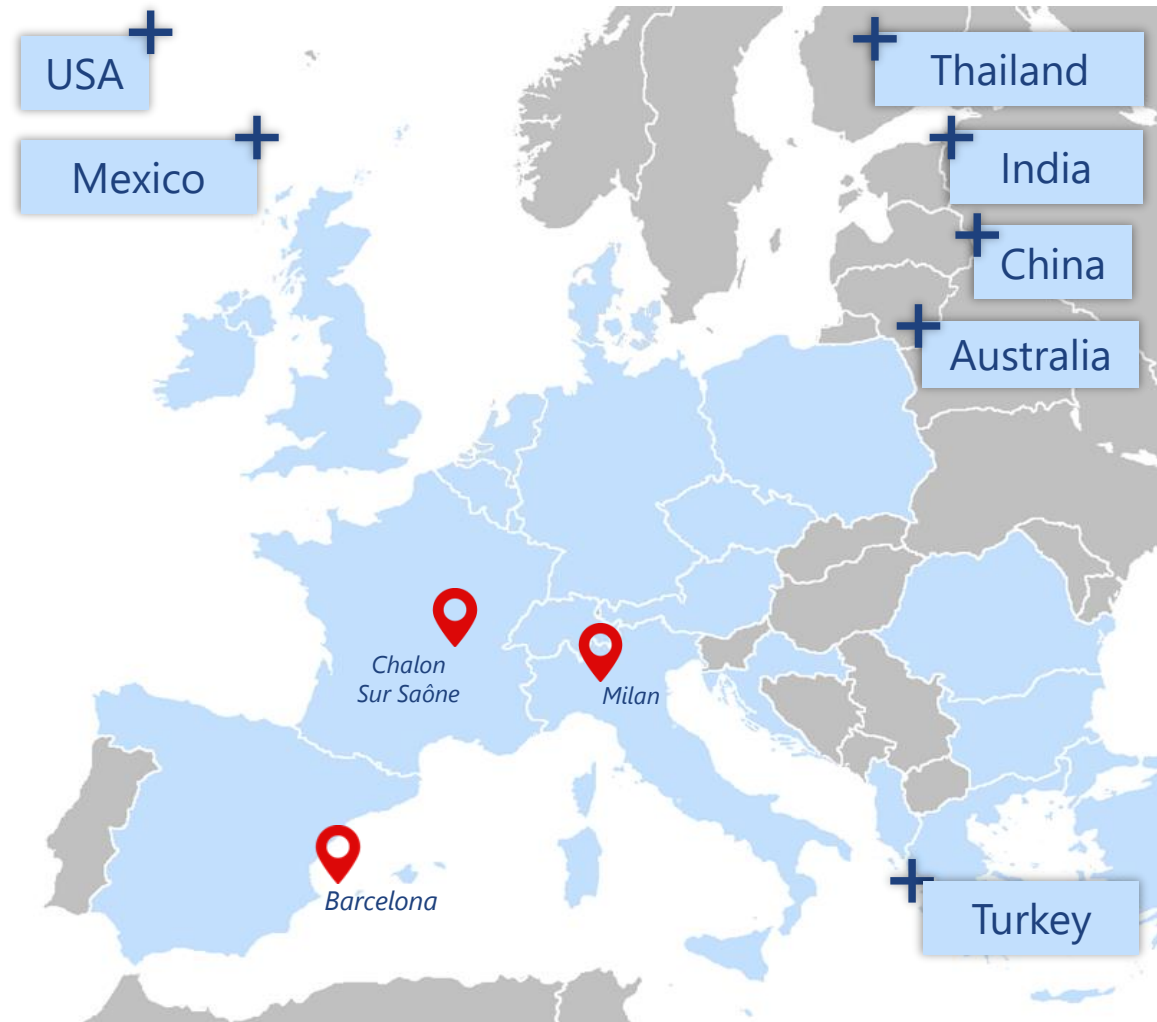 USA
Mexico
Thailand
India
China
Australia
Chalon
Sur Saône
Milan
Barcelona
Turkey